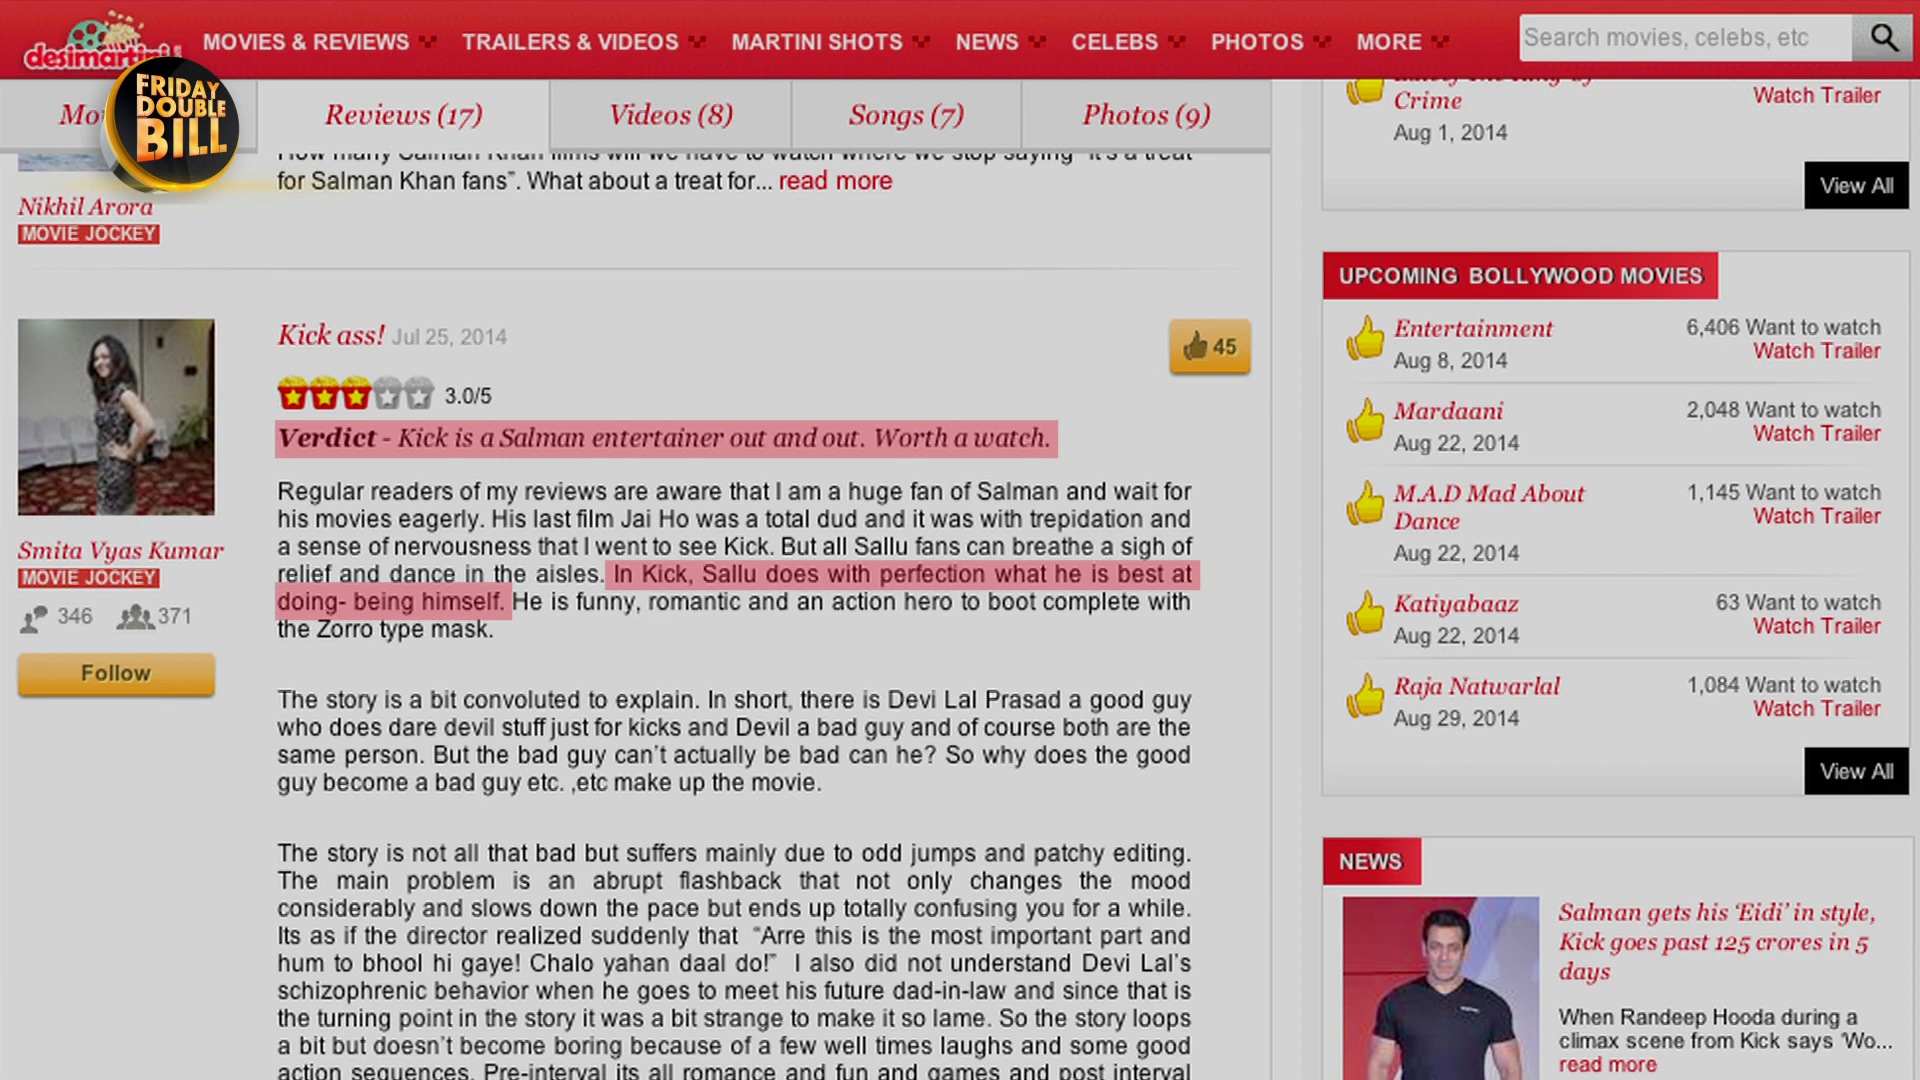 desimartini
MOVIES & REVIEWS TRAILERS & VIDEOS MARTINI SHOTS NEWS CELEBS PHOTOS MORE
Search movies, celebs, etc
FRIDAY
DOUBLE
BILL
Reviews (17) Videos (8) Songs (7) Photos (9)
How many Salman Khan films will we have to watch where we stop saying "it's a treat
for Salman Khan fans”. What about a treat for... read more
Nikhil Arora
MOVIE JOCKEY
Kick ass! Jul 25, 2014
45
3.0/5
Verdict - Kick is a Salman entertainer out and out. Worth a watch.
Regular readers of my reviews are aware that I am a huge fan of Salman and wait for
his movies eagerly. His last film Jai Ho was a total dud and it was with trepidation and
a sense of nervousness that I went to see Kick. But all Sallu fans can breathe a sigh of
relief and dance in the aisles. In Kick, Sallu does with perfection what he is best at
doing- being himself. He is funny, romantic and an action hero to boot complete with
the Zorro type mask.
Smita Vyas Kumar
MOVIE JOCKEY
346 371
Follow
The story is a bit convoluted to explain. In short, there is Devi Lal Prasad a good guy
who does dare devil stuff just for kicks and Devil a bad guy and of course both are the
same person. But the bad guy can’t actually be bad can he? So why does the good
guy become a bad guy etc. ,etc make up the movie.
The story is not all that bad but suffers mainly due to odd jumps and patchy editing.
The main problem is an abrupt flashback that not only changes the mood
considerably and slows down the pace but ends up totally confusing you for a while.
Its as if the director realized suddenly that “Arre this is the most important part and
hum to bhool hi gaye! Chalo yahan daal do!” I also did not understand Devi Lal’s
schizophrenic behavior when he goes to meet his future dad-in-law and since that is
the turning point in the story it was a bit strange to make it so lame. So the story loops
a bit but doesn’t become boring because of a few well times laughs and some good
action sequences. Pre-interval its all romance and fun and games and post interval
Crime
Watch Trailer
Aug 1, 2014
View All
UPCOMING BOLLYWOOD MOVIES
Entertainment 6,406 Want to watch
Aug 8, 2014 Watch Trailer
Mardaani 2,048 Want to watch
Aug 22, 2014 Watch Trailer
M.A.D Mad About 1,145 Want to watch
Dance Watch Trailer
Aug 22, 2014
Katiyabaaz 63 Want to watch
Aug 22, 2014 Watch Trailer
Raja Natwarlal 1,084 Want to watch
Aug 29, 2014 Watch Trailer
View All
NEWS
Salman gets his ‘Eidi’ in style,
Kick goes past 125 crores in 5
days
When Randeep Hooda during a
climax scene from Kick says 'Wo...
read more